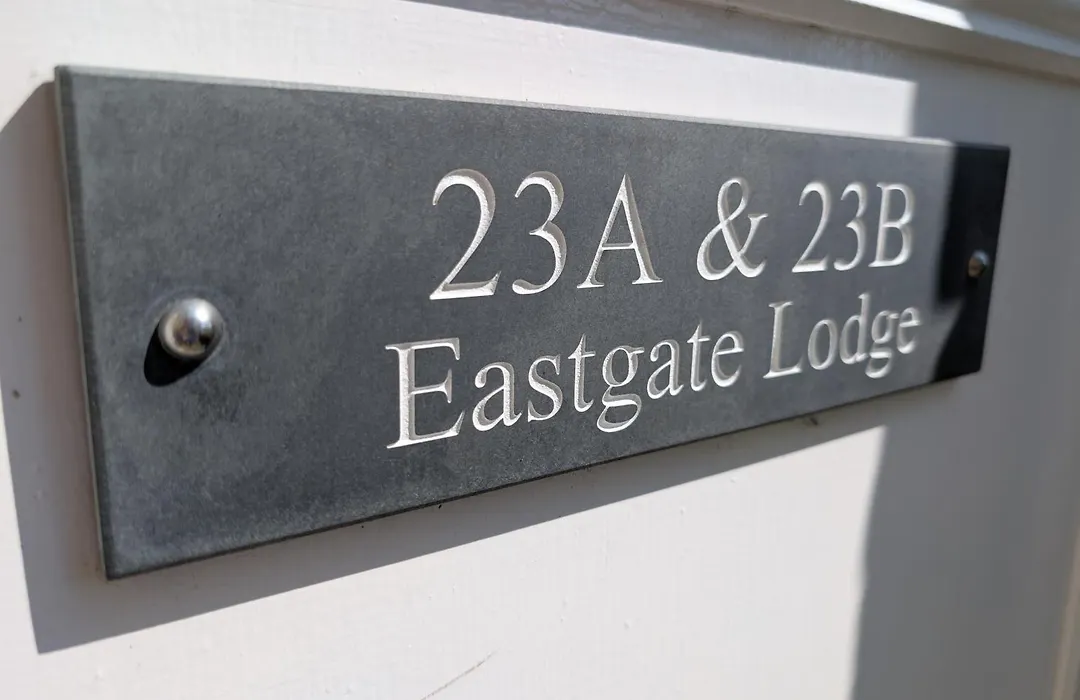 23A & 23B
Eastgate Lodge